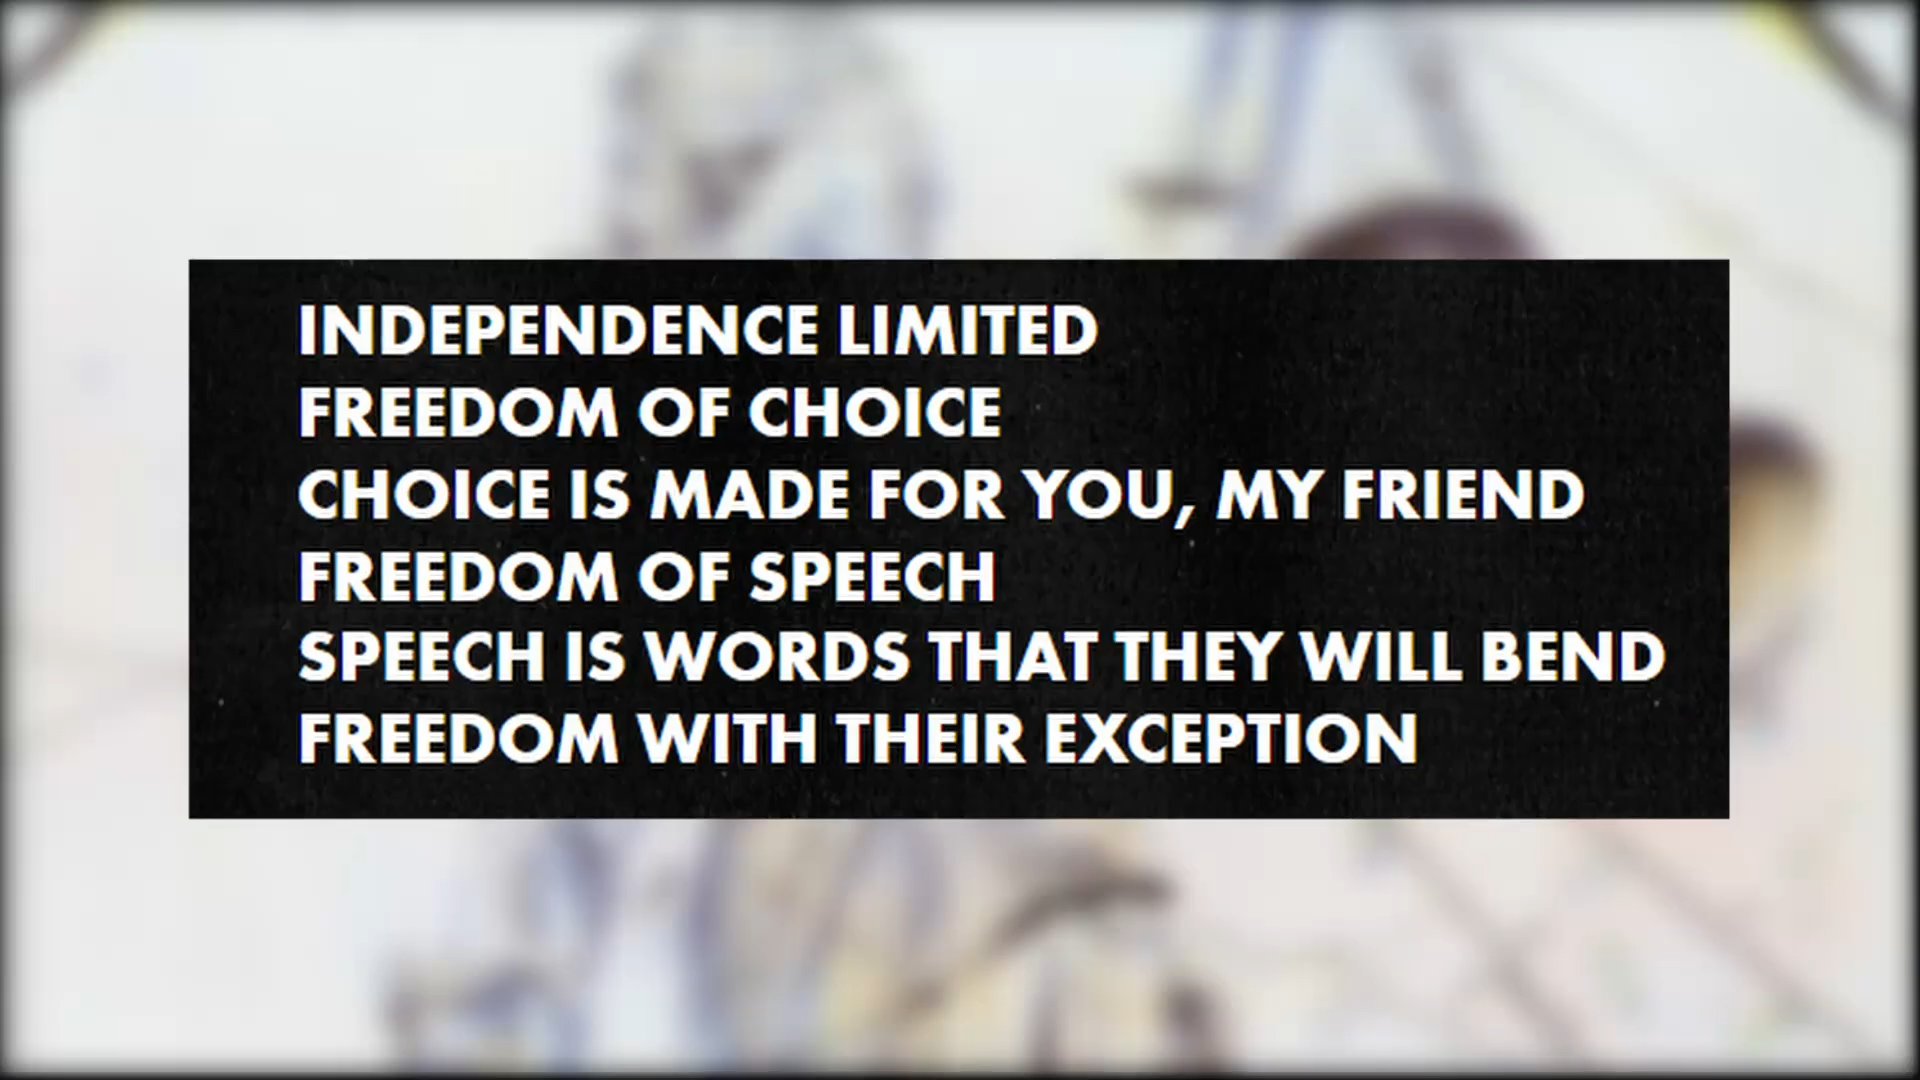 INDEPENDENCE LIMITED
FREEDOM OF CHOICE
CHOICE IS MADE FOR YOU, MY FRIEND
FREEDOM OF SPEECH
SPEECH IS WORDS THAT THEY WILL BEND
FREEDOM WITH THEIR EXCEPTION